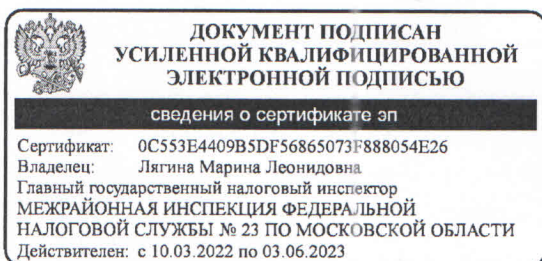 ДОКУМЕНТ ПОДПИСАН
УСИЛЕННОЙ КВАЛИФИЦИРОВАННОЙ
ЭЛЕКТРОННОЙ ПОДПИСЬЮ
сведения о сертификате эп
Сертификат: 0C553E4409B5DF56865073F888054E26
Владелец: Лягина Марина Леонидовна
Главный государственный налоговый инспектор
МЕЖРАЙОННАЯ ИНСПЕКЦИЯ ФЕДЕРАЛЬНОЙ
НАЛОГОВОЙ СЛУЖБЫ № 23 ПО МОСКОВСКОЙ ОБЛАСТИ
Действителен: с 10.03.2022 по 03.06.2023